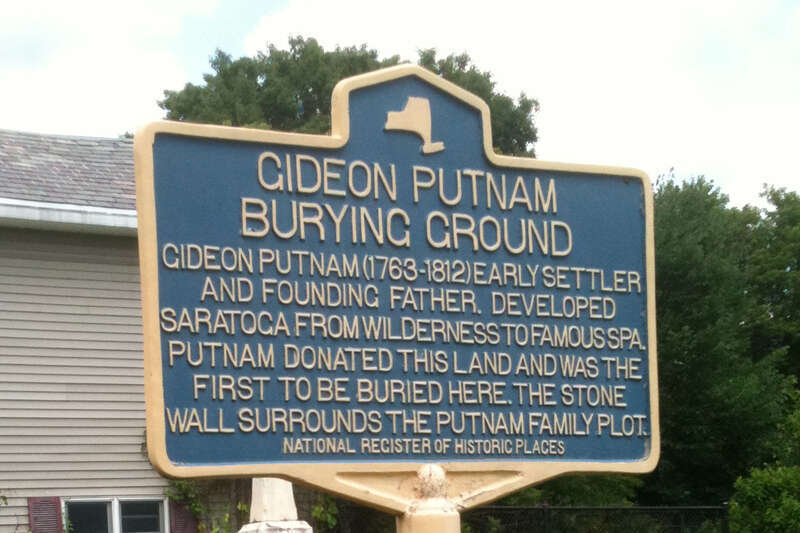 GIDEON PUTNAM
BURYING GROUND
GIDEON PUTNAM (1763-1812) EARLY SETTLER
AND FOUNDING FATHER. DEVELOPED
SARATOGA FROM WILDERNESS TO FAMOUS SPA.
PUTNAM DONATED THIS LAND AND WAS THE
FIRST TO BE BURIED HERE. THE STONE
WALL SURROUNDS THE PUTNAM FAMILY PLOT.
NATIONAL REGISTER OF HISTORIC PLACES